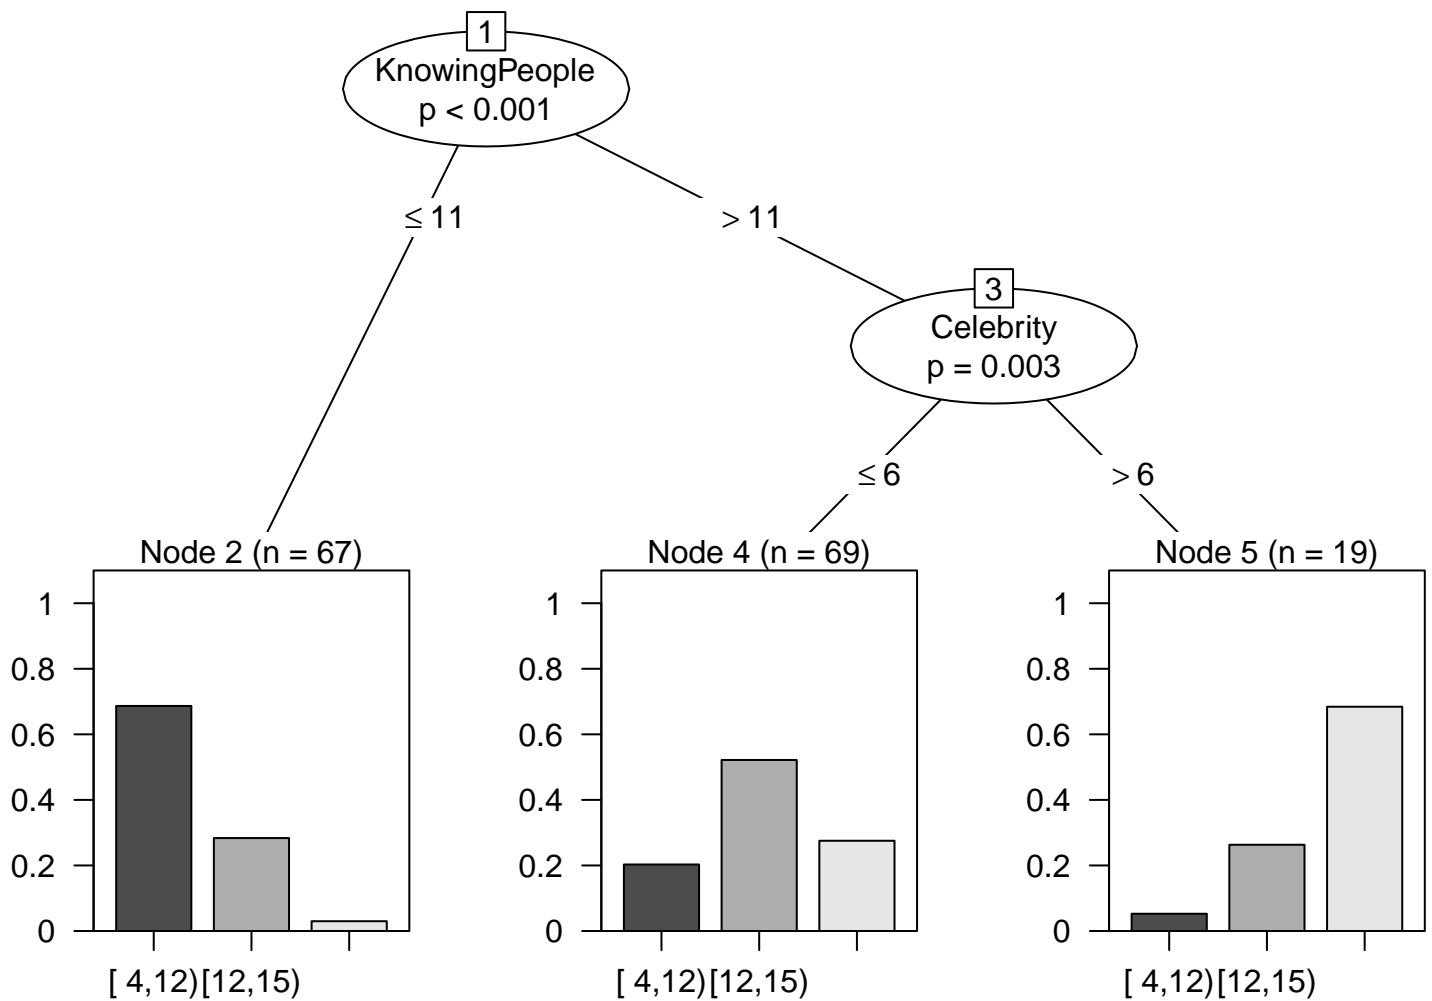 1
KnowingPeople
p < 0.001
≤ 11
> 11
3
Celebrity
p = 0.003
≤ 6
> 6
Node 2 (n = 67)
1
0.8
0.6
0.4
0.2
0
[ 4,12) [12,15)
Node 4 (n = 69)
1
0.8
0.6
0.4
0.2
0
[ 4,12) [12,15)
Node 5 (n = 19)
1
0.8
0.6
0.4
0.2
0
[ 4,12) [12,15)